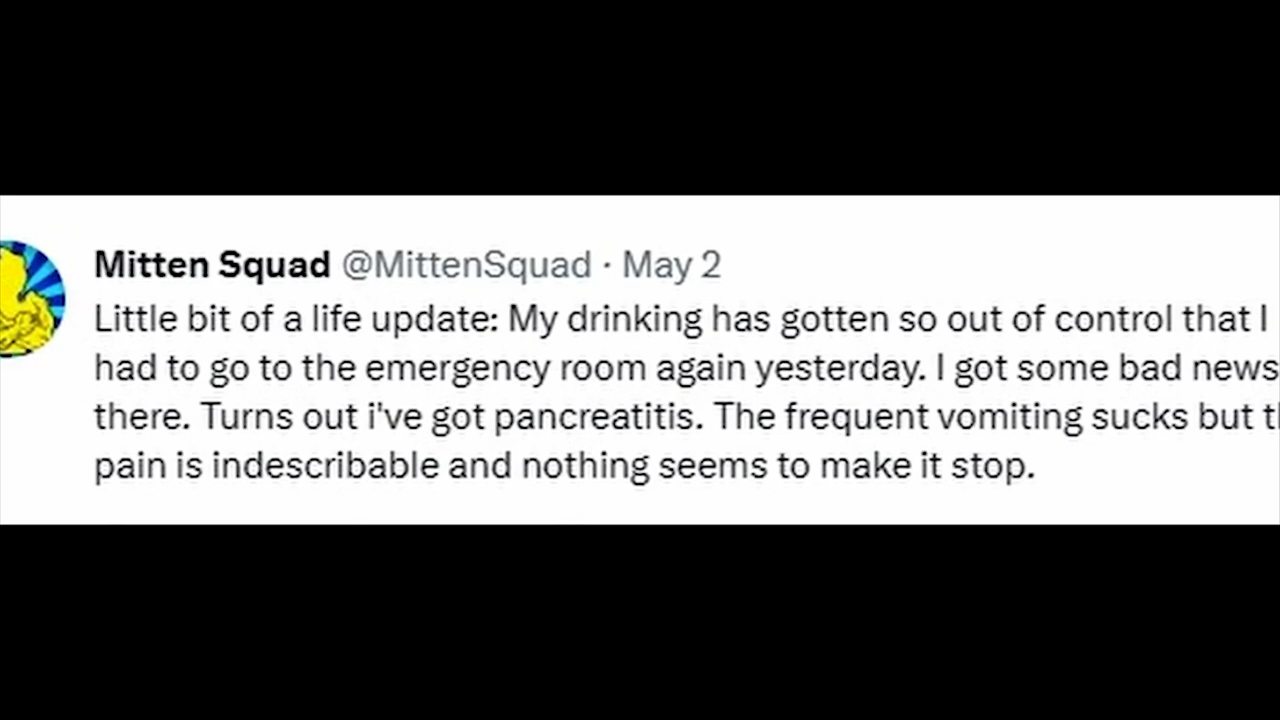 Mitten Squad @MittenSquad · May 2
Little bit of a life update: My drinking has gotten so out of control that I
had to go to the emergency room again yesterday. I got some bad news
there. Turns out i've got pancreatitis. The frequent vomiting sucks but
pain is indescribable and nothing seems to make it stop.